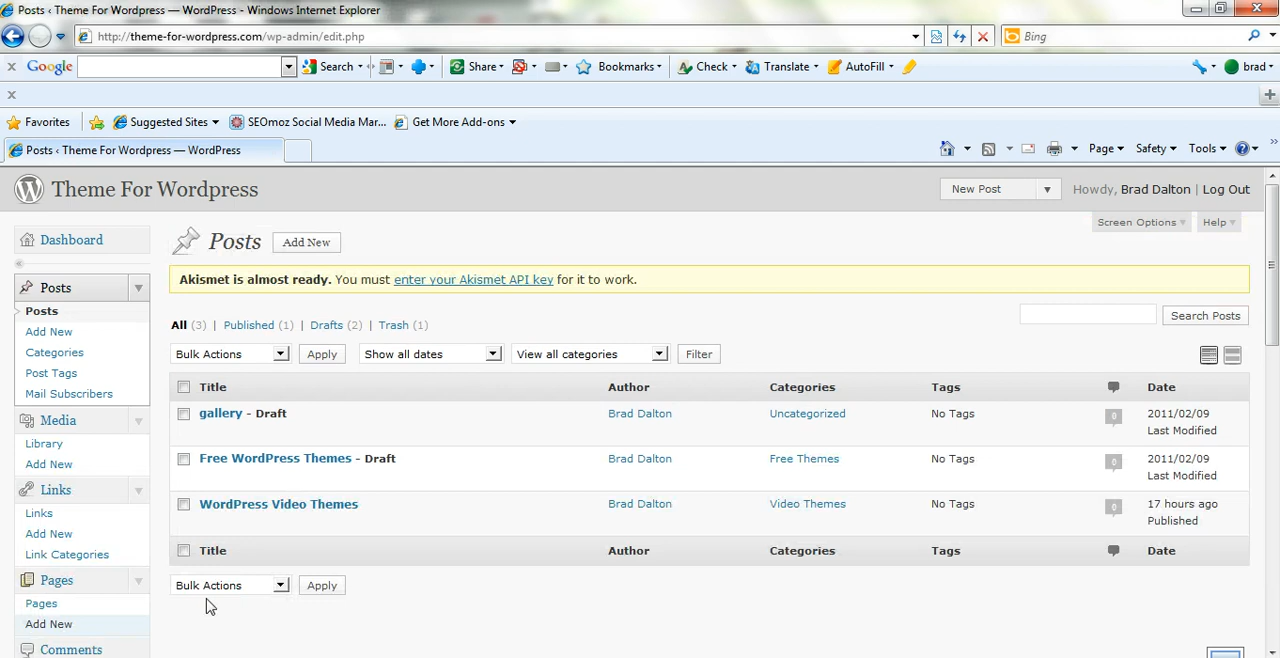 Posts ‹ Theme For Wordpress — WordPress - Windows Internet Explorer
http://theme-for-wordpress.com/wp-admin/edit.php
Bing
x Google Search Share Bookmarks Check Translate AutoFill brad
x
Favorites Suggested Sites SEOmoz Social Media Mar... Get More Add-ons
Posts ‹ Theme For Wordpress — WordPress
Page Safety Tools »
Theme For Wordpress
New Post Howdy, Brad Dalton | Log Out
Screen Options Help
Dashboard
Posts
Posts
Add New
Categories
Post Tags
Mail Subscribers
Media
Library
Add New
Links
Links
Add New
Link Categories
Pages
Pages
Add New
Comments
Posts Add New
Akismet is almost ready. You must enter your Akismet API key for it to work.
All (3) | Published (1) | Drafts (2) | Trash (1)
Search Posts
Bulk Actions Apply Show all dates View all categories Filter
Title Author Categories Tags Date
gallery - Draft Brad Dalton Uncategorized No Tags 0 2011/02/09
Last Modified
Free WordPress Themes - Draft Brad Dalton Free Themes No Tags 0 2011/02/09
Last Modified
WordPress Video Themes Brad Dalton Video Themes No Tags 0 17 hours ago
Published
Title Author Categories Tags Date
Bulk Actions Apply